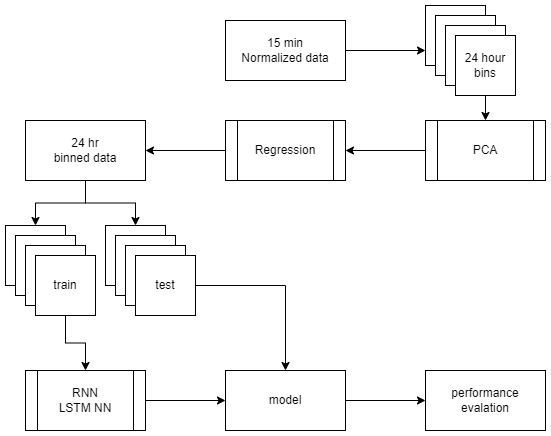 15 min
Normalized data
24 hour
bins
24 hr
binned data
Regression
PCA
train
test
RNN
LSTM NN
model
performance
evalation